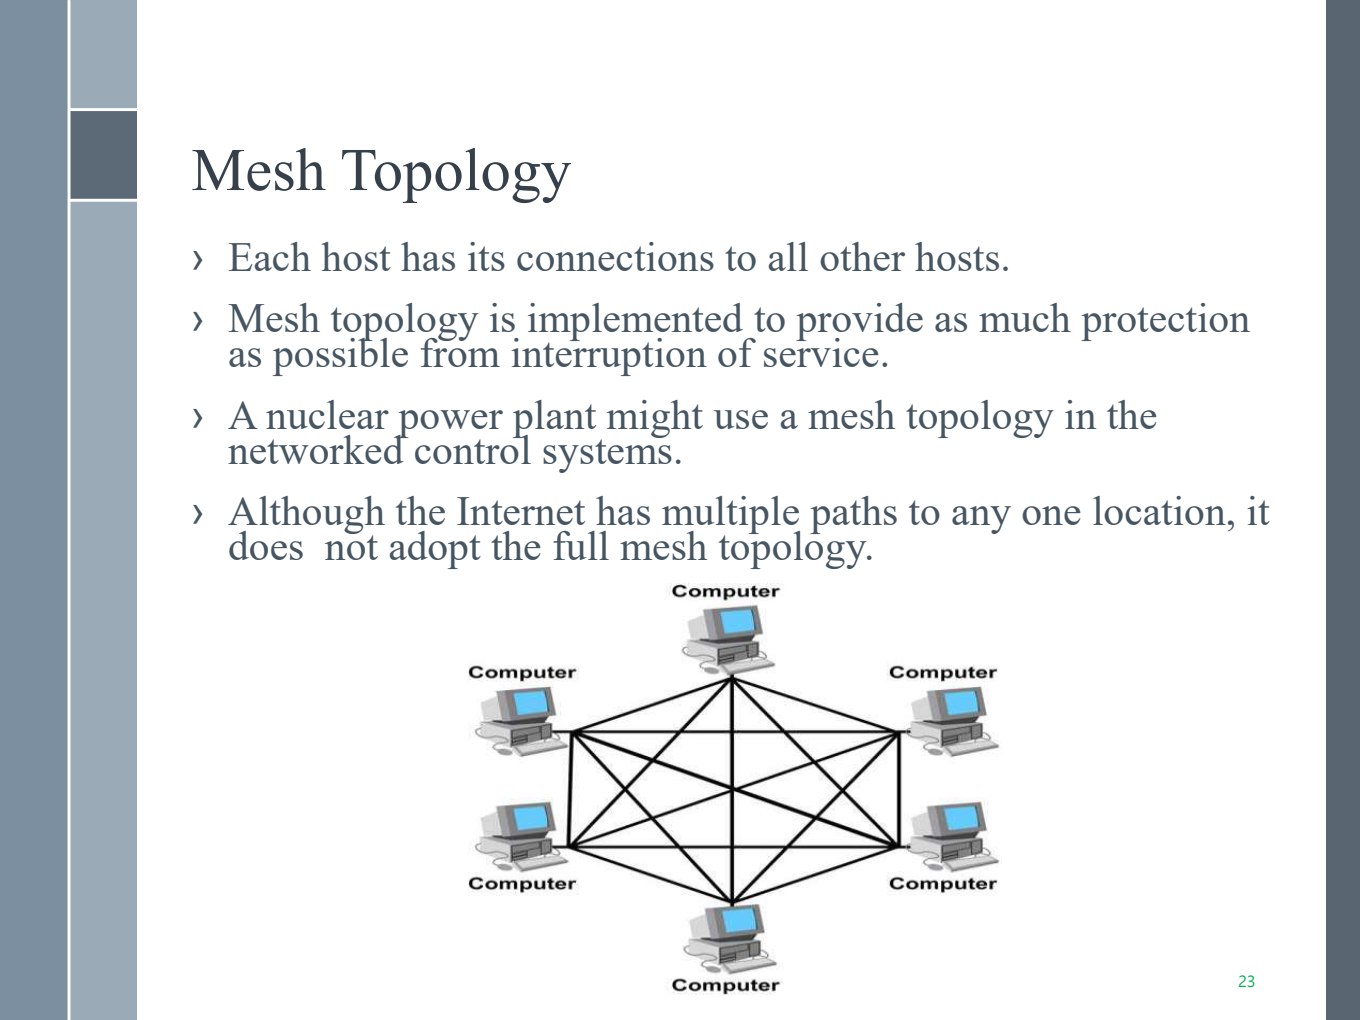 Mesh Topology
› Each host has its connections to all other hosts.
› Mesh topology is implemented to provide as much protection
as possible from interruption of service.
› A nuclear power plant might use a mesh topology in the
networked control systems.
› Although the Internet has multiple paths to any one location, it
does  not adopt the full mesh topology.
Computer
Computer
Computer
Computer
Computer
Computer
23